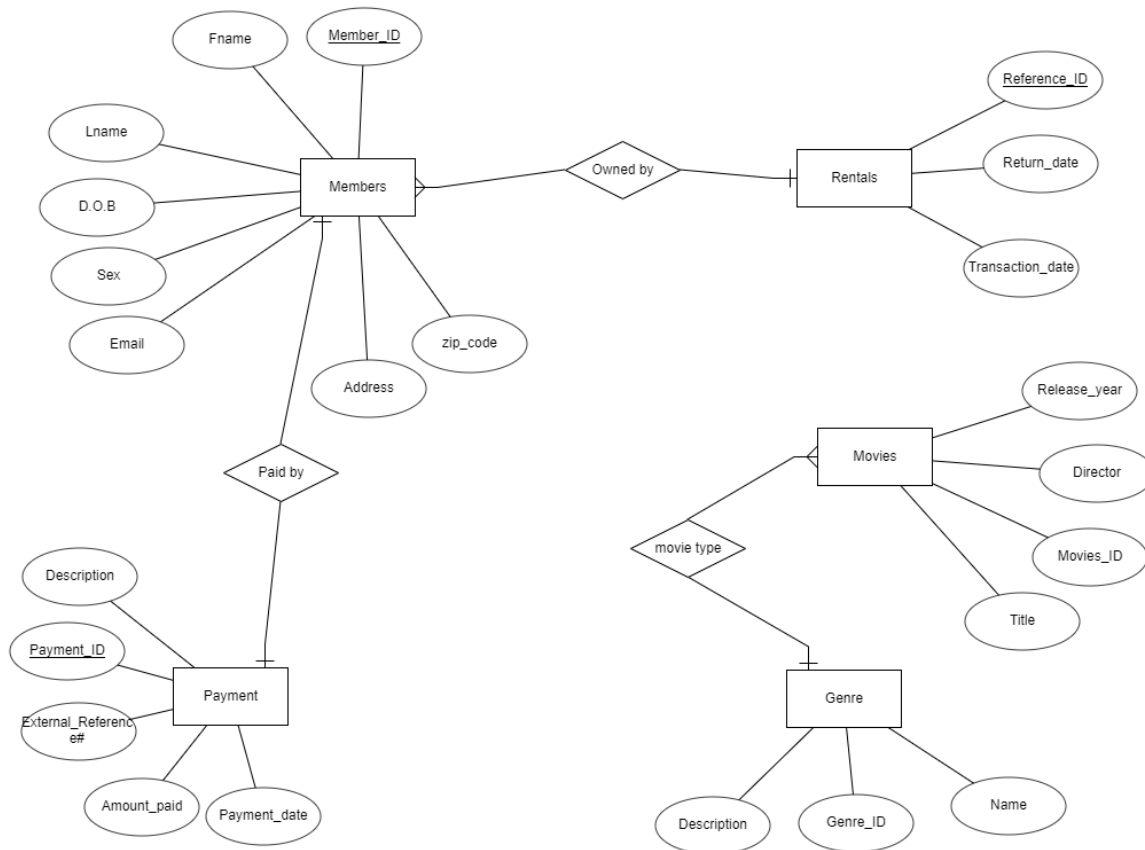 Fname
Member_ID
Reference_ID
Lname
Return_date
Owned by
Members
Rentals
D.O.B
Sex
Transaction_date
Email
zip_code
Address
Release_year
Movies
Paid by
Director
movie type
Movies_ID
Description
Title
Payment_ID
Payment
Genre
External_Referenc
e#
Amount_paid
Payment_date
Description
Genre_ID
Name